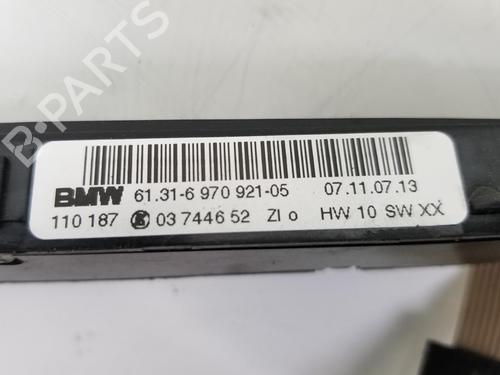 B-PARTS
BMW 61.31-6 970 921-05 07.11.07.13
110 187 03 7446 52 ZI o HW 10 SW XX